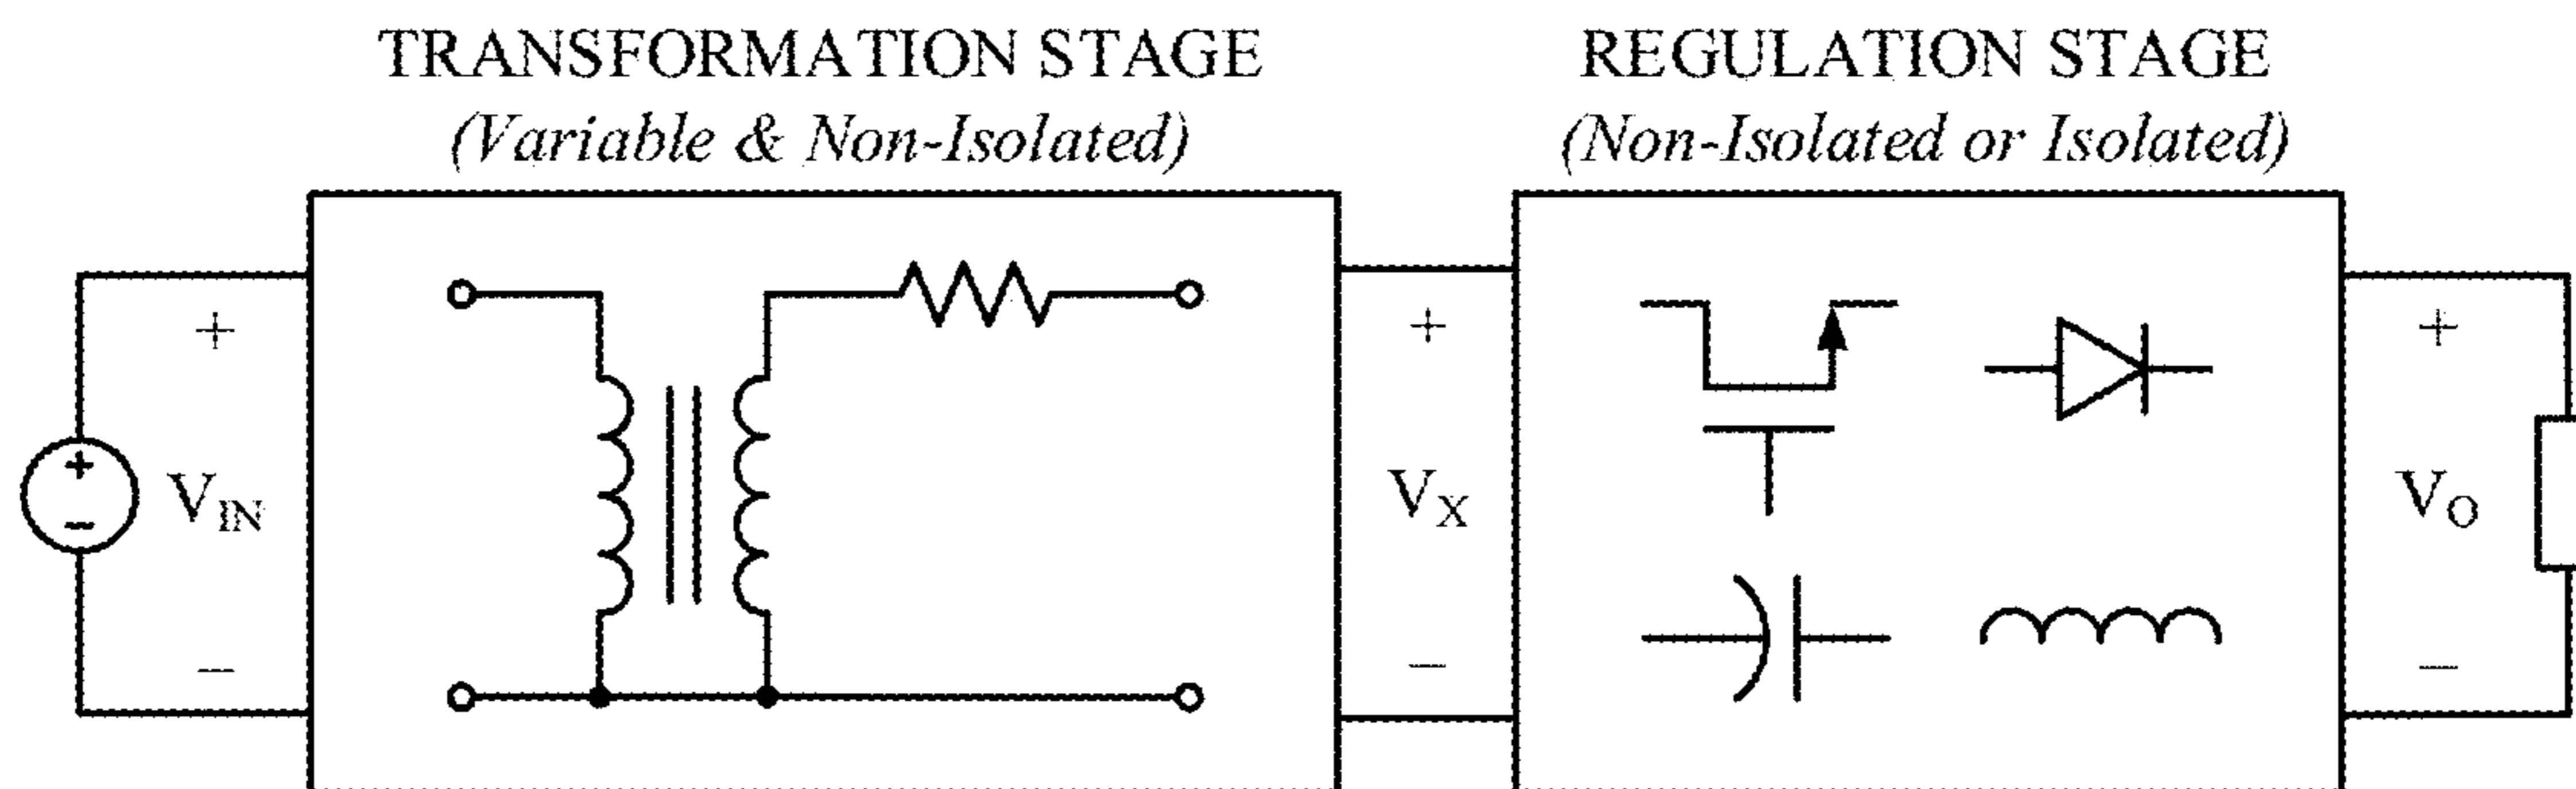 TRANSFORMATION STAGE
(Variable & Non-Isolated)
REGULATION STAGE
(Non-Isolated or Isolated)
+
+
+
+
−
V_IN
V_X
V_O
−
−
−